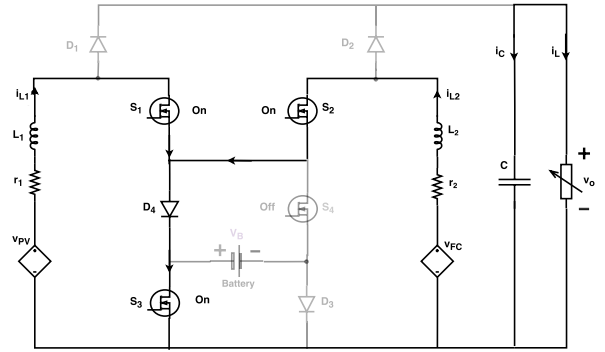 D1
D2
iC
iL
iL1
S1
On
On
S2
iL2
L1
L2
C
+
r1
D4
Off
S4
r2
vo
vPV
VB
vFC
−
+
−
Battery
S3
On
D3